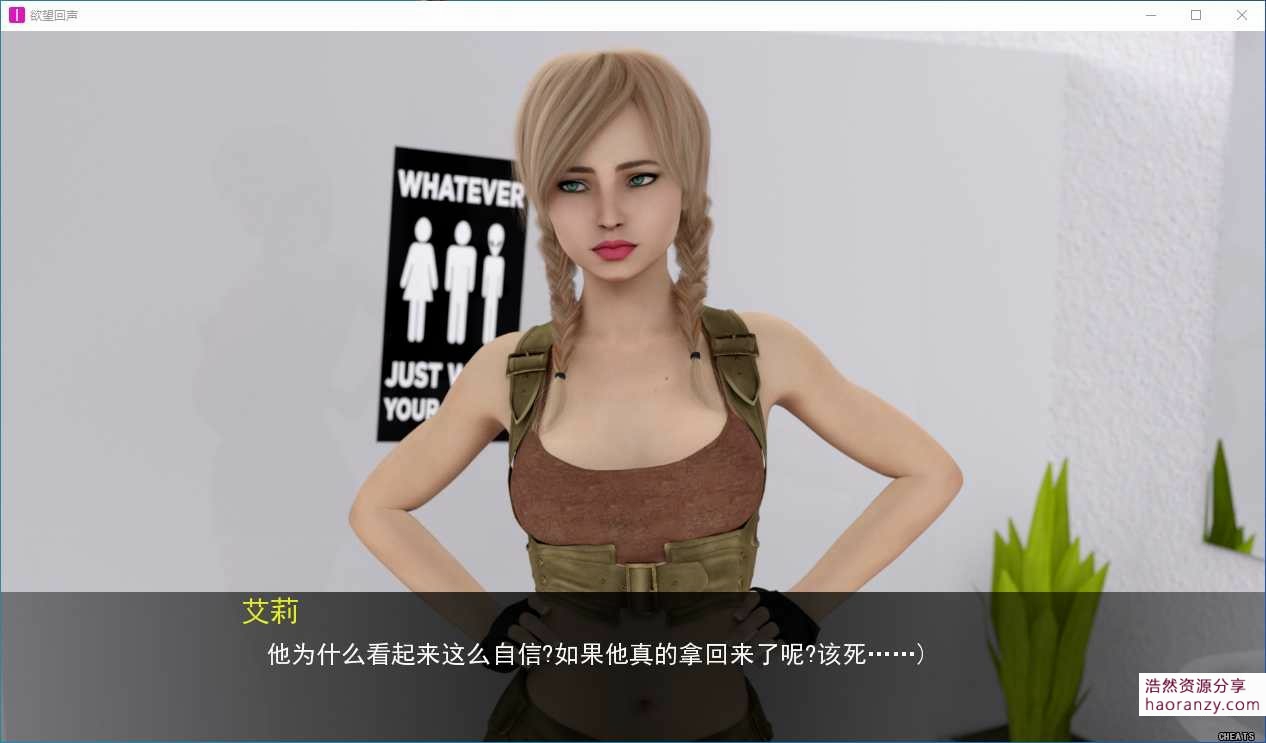 欲望回声
WHATEVER
JUST
YOUR
艾莉
他为什么看起来这么自信?如果他真的拿回来了呢?该死……)
浩然资源分享
haoranzy.com
CHEATS